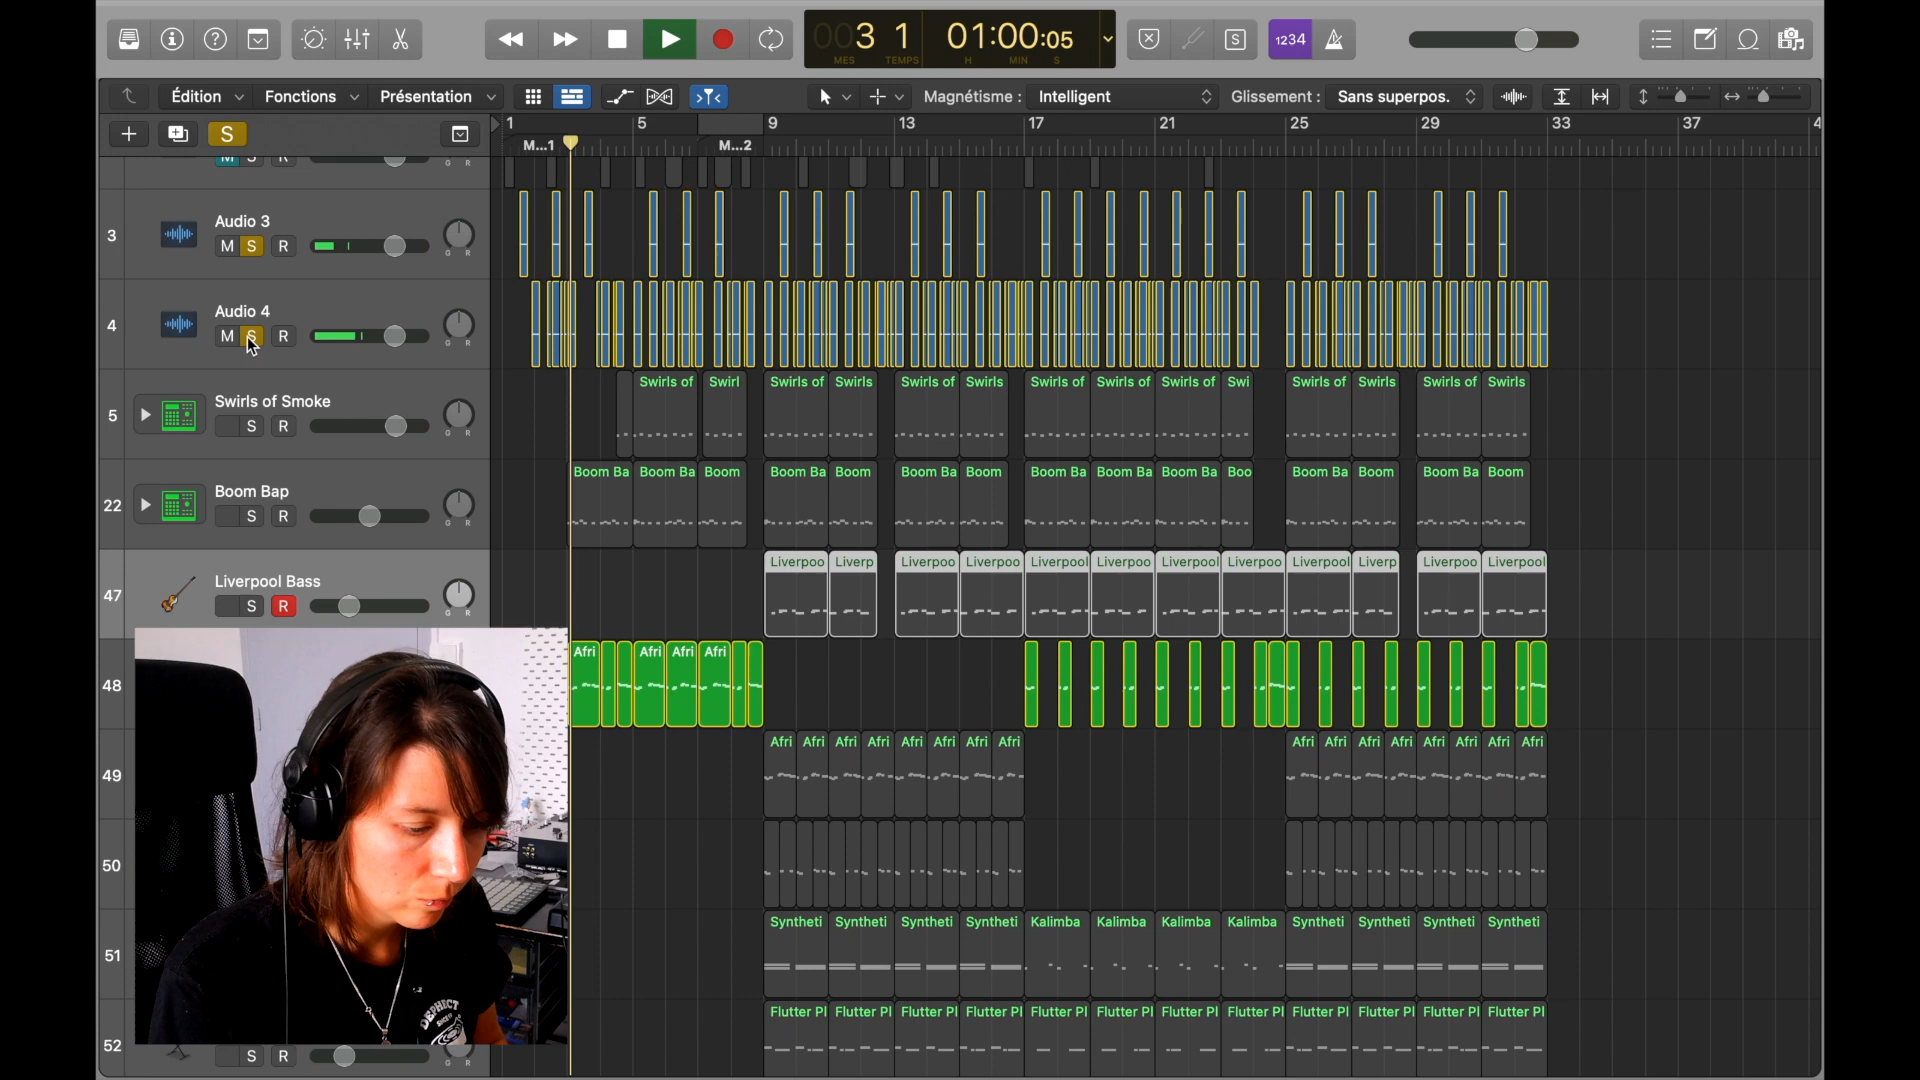 003 1 01:00:05
MES TEMPS H MIN S
1234
Édition Fonctions Présentation Magnétisme : Intelligent Glissement : Sans superpos.
S
1 5 9 13 17 21 25 29 33 37 4
M...1 M...2
M S R
3 Audio 3
M S R
G R
4 Audio 4
M S R
G R
Swirls of Swirl Swirls of Swirls Swirls of Swirls Swirls of Swirls of Swirls of Swi Swirls of Swirls Swirls of Swirls
5 Swirls of Smoke
S R
G R
Boom Ba Boom Ba Boom Boom Ba Boom Boom Ba Boom Boom Ba Boom Ba Boom Ba Boo Boom Ba Boom Boom Ba Boom
22 Boom Bap
S R
G R
Liverpoo Liverp Liverpoo Liverpoo Liverpool Liverpoo Liverpool Liverpoo Liverpool Liverp Liverpoo Liverpool
47 Liverpool Bass
S R
G R
48 Afri Afri Afri Afri
49 Afri Afri Afri Afri Afri Afri Afri Afri Afri Afri Afri Afri Afri Afri Afri Afri
50
51 Syntheti Syntheti Syntheti Syntheti Kalimba Kalimba Kalimba Kalimba Syntheti Syntheti Syntheti Syntheti
52 Flutter Pl Flutter Pl Flutter Pl Flutter Pl Flutter Pl Flutter Pl Flutter Pl Flutter Pl Flutter Pl Flutter Pl Flutter Pl Flutter Pl
S R
G R
DEPHECT